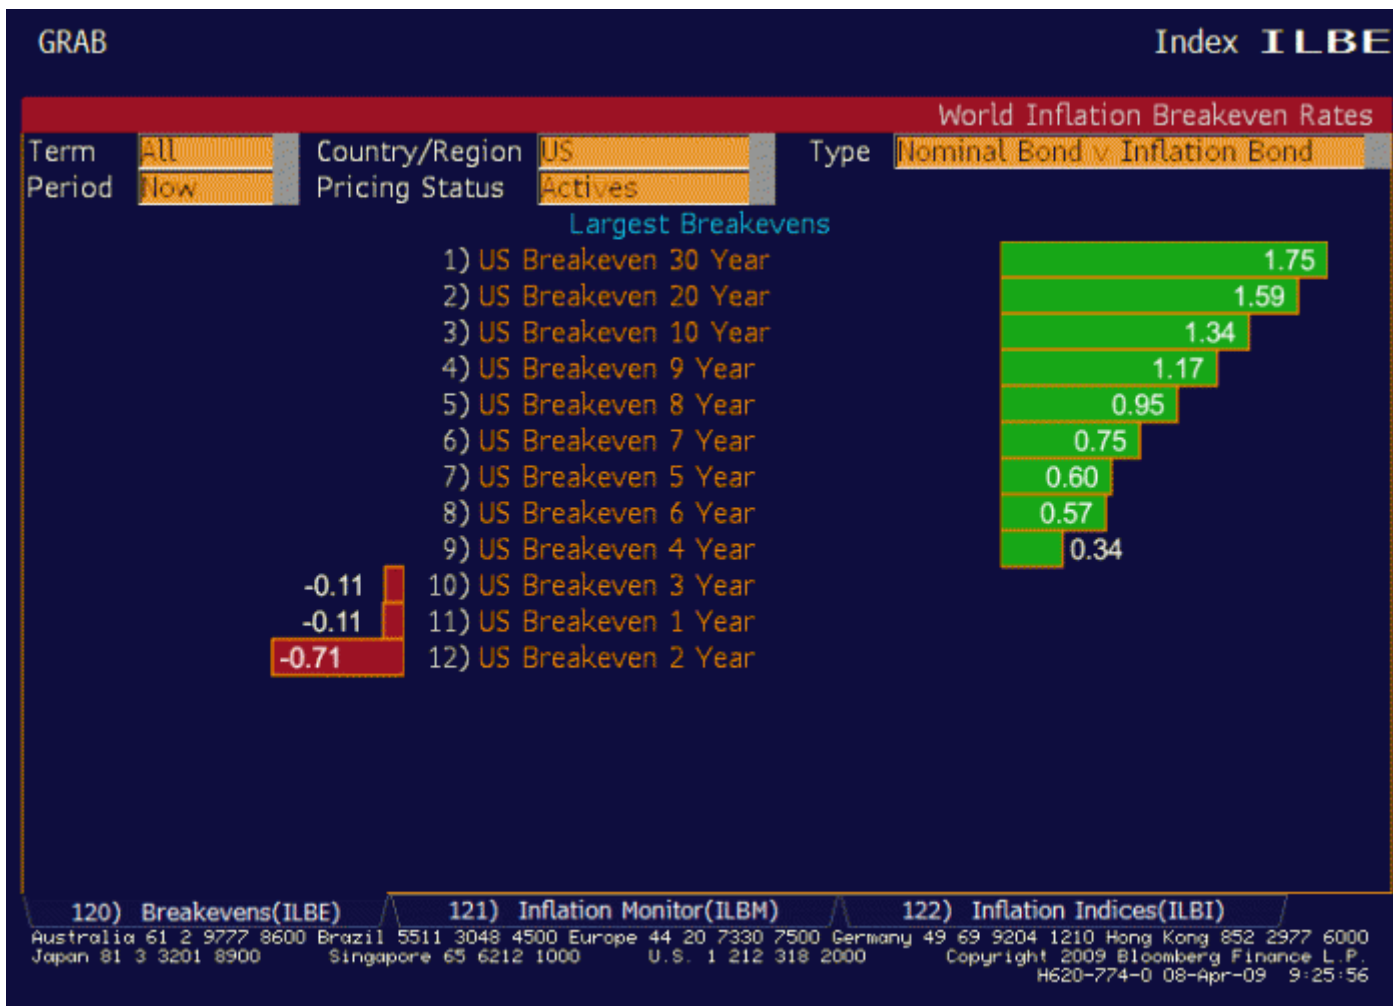 GRAB Index ILBE
World Inflation Breakeven Rates
Term All Country/Region US Type Nominal Bond v Inflation Bond
Period Now Pricing Status Actives
Largest Breakevens
1) US Breakeven 30 Year 1.75
2) US Breakeven 20 Year 1.59
3) US Breakeven 10 Year 1.34
4) US Breakeven 9 Year 1.17
5) US Breakeven 8 Year 0.95
6) US Breakeven 7 Year 0.75
7) US Breakeven 5 Year 0.60
8) US Breakeven 6 Year 0.57
9) US Breakeven 4 Year 0.34
-0.11 10) US Breakeven 3 Year
-0.11 11) US Breakeven 1 Year
-0.71 12) US Breakeven 2 Year
120) Breakevens(ILBE) 121) Inflation Monitor(ILBM) 122) Inflation Indices(ILBI)
Australia 61 2 9777 8600 Brazil 5511 3048 4500 Europe 44 20 7330 7500 Germany 49 69 9204 1210 Hong Kong 852 2977 6000
Japan 81 3 3201 8900 Singapore 65 6212 1000 U.S. 1 212 318 2000 Copyright 2009 Bloomberg Finance L.P.
H620-774-0 08-Apr-09 9:25:56